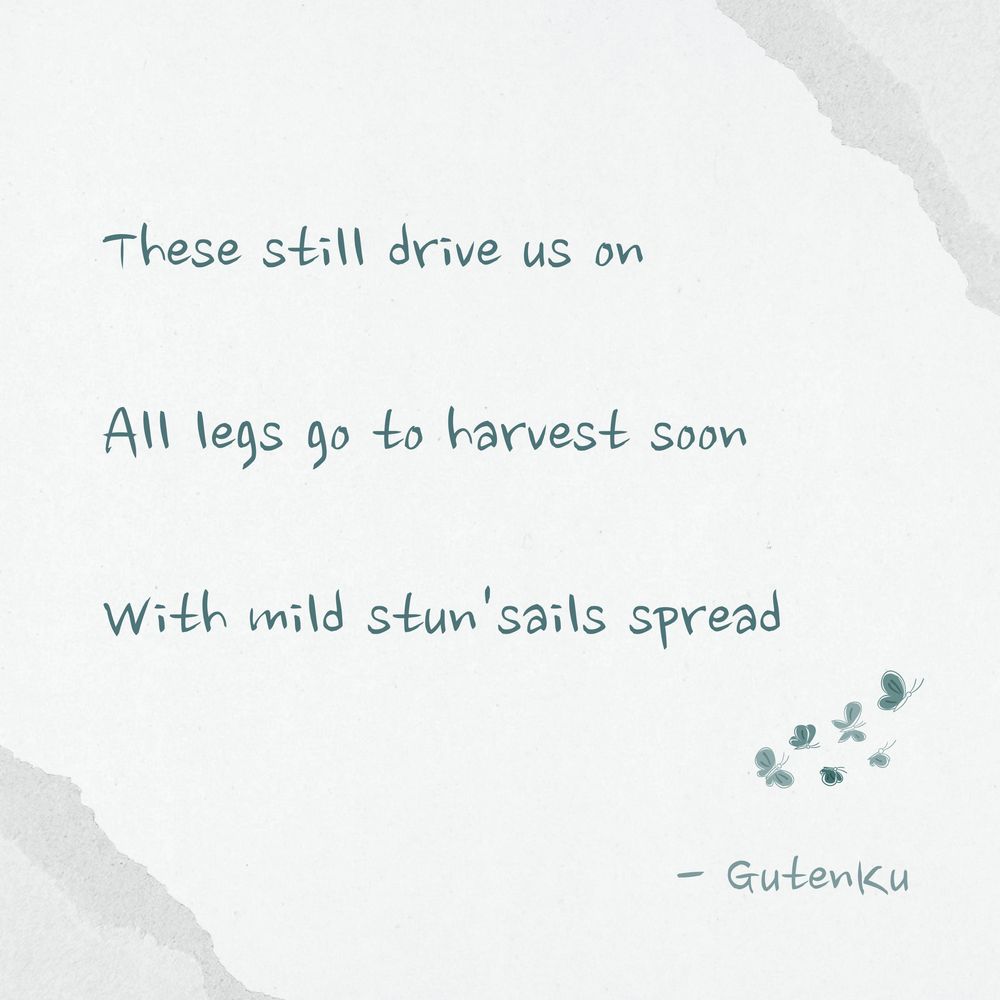 These still drive us on
All legs go to harvest soon
With mild stun'sails spread
- GutenKu